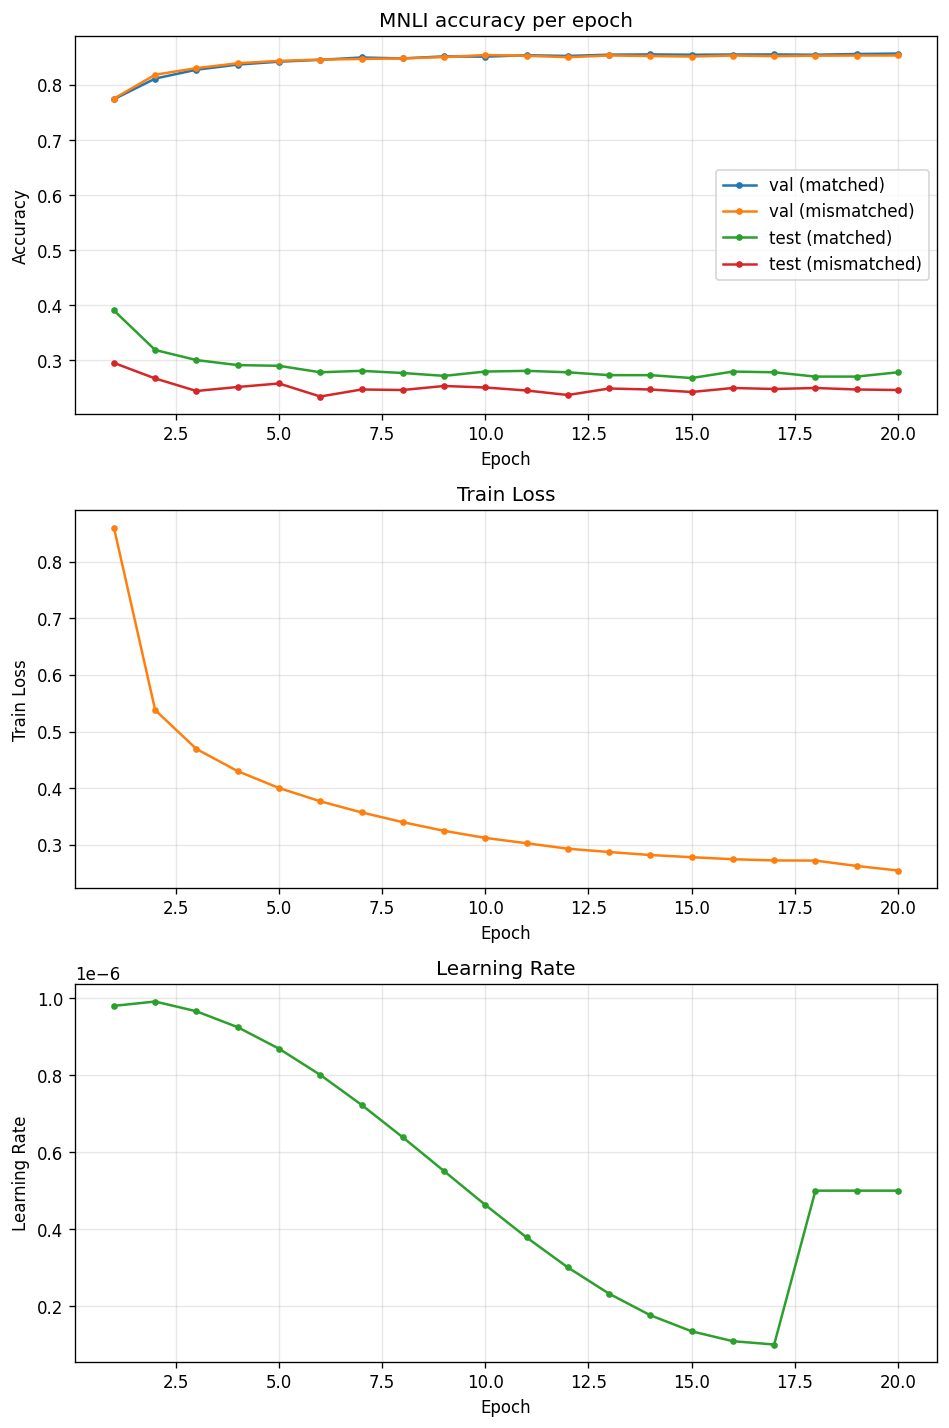 MNLI accuracy per epoch
0.8
0.7
0.6
0.5
0.4
0.3
Accuracy
val (matched)
val (mismatched)
test (matched)
test (mismatched)
2.5 5.0 7.5 10.0 12.5 15.0 17.5 20.0
Epoch
Train Loss
0.8
0.7
0.6
0.5
0.4
0.3
Train Loss
2.5 5.0 7.5 10.0 12.5 15.0 17.5 20.0
Epoch
Learning Rate
1e−6
1.0
0.8
0.6
0.4
0.2
Learning Rate
2.5 5.0 7.5 10.0 12.5 15.0 17.5 20.0
Epoch